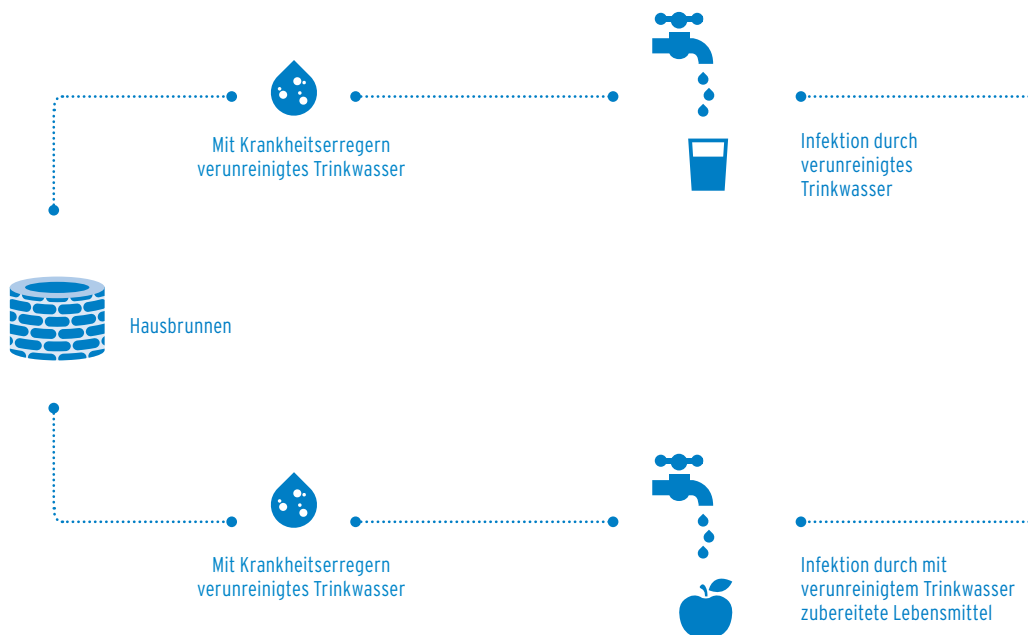 Mit Krankheitserregern
verunreinigtes Trinkwasser
Infektion durch
verunreinigtes
Trinkwasser
Hausbrunnen
Mit Krankheitserregern
verunreinigtes Trinkwasser
Infektion durch mit
verunreinigtem Trinkwasser
zubereitete Lebensmittel